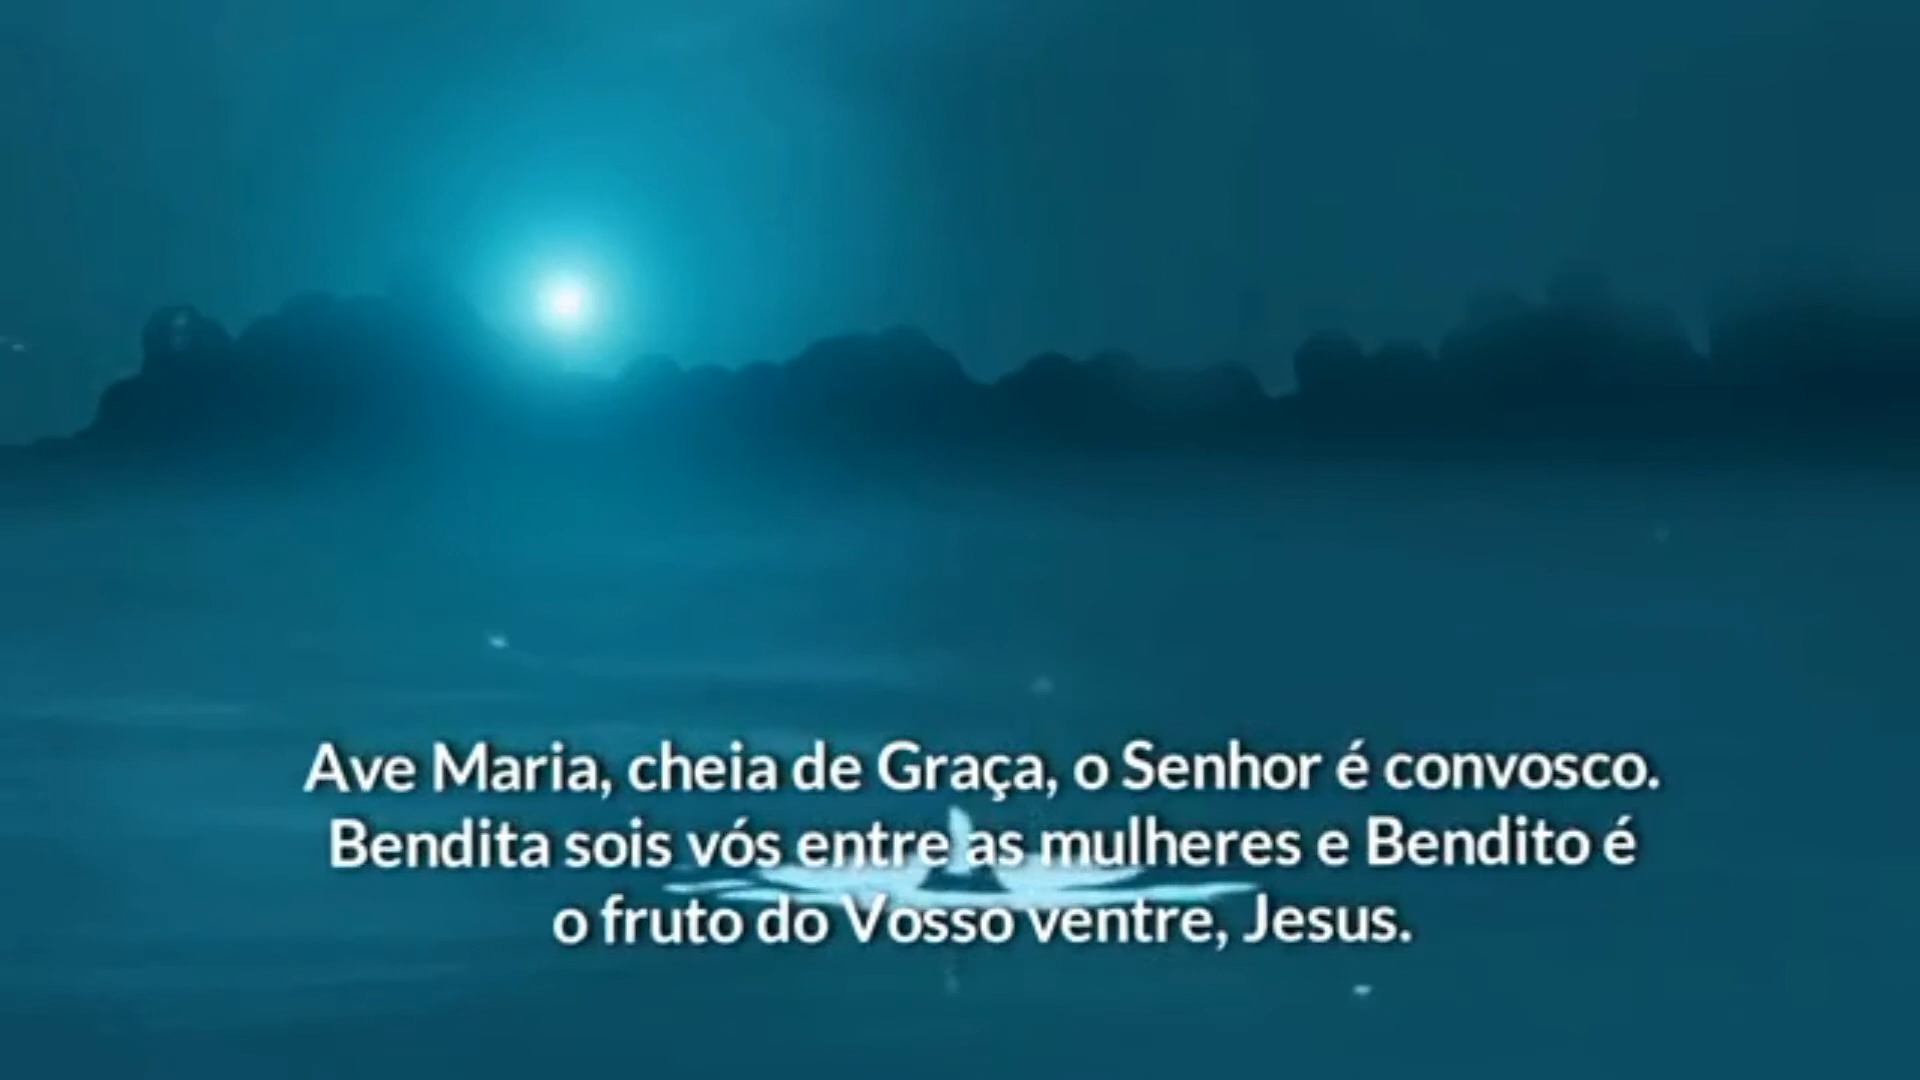 Ave Maria, cheia de Graça, o Senhor é convosco.
Bendita sois vós entre as mulheres e Bendito é
o fruto do Vosso ventre, Jesus.